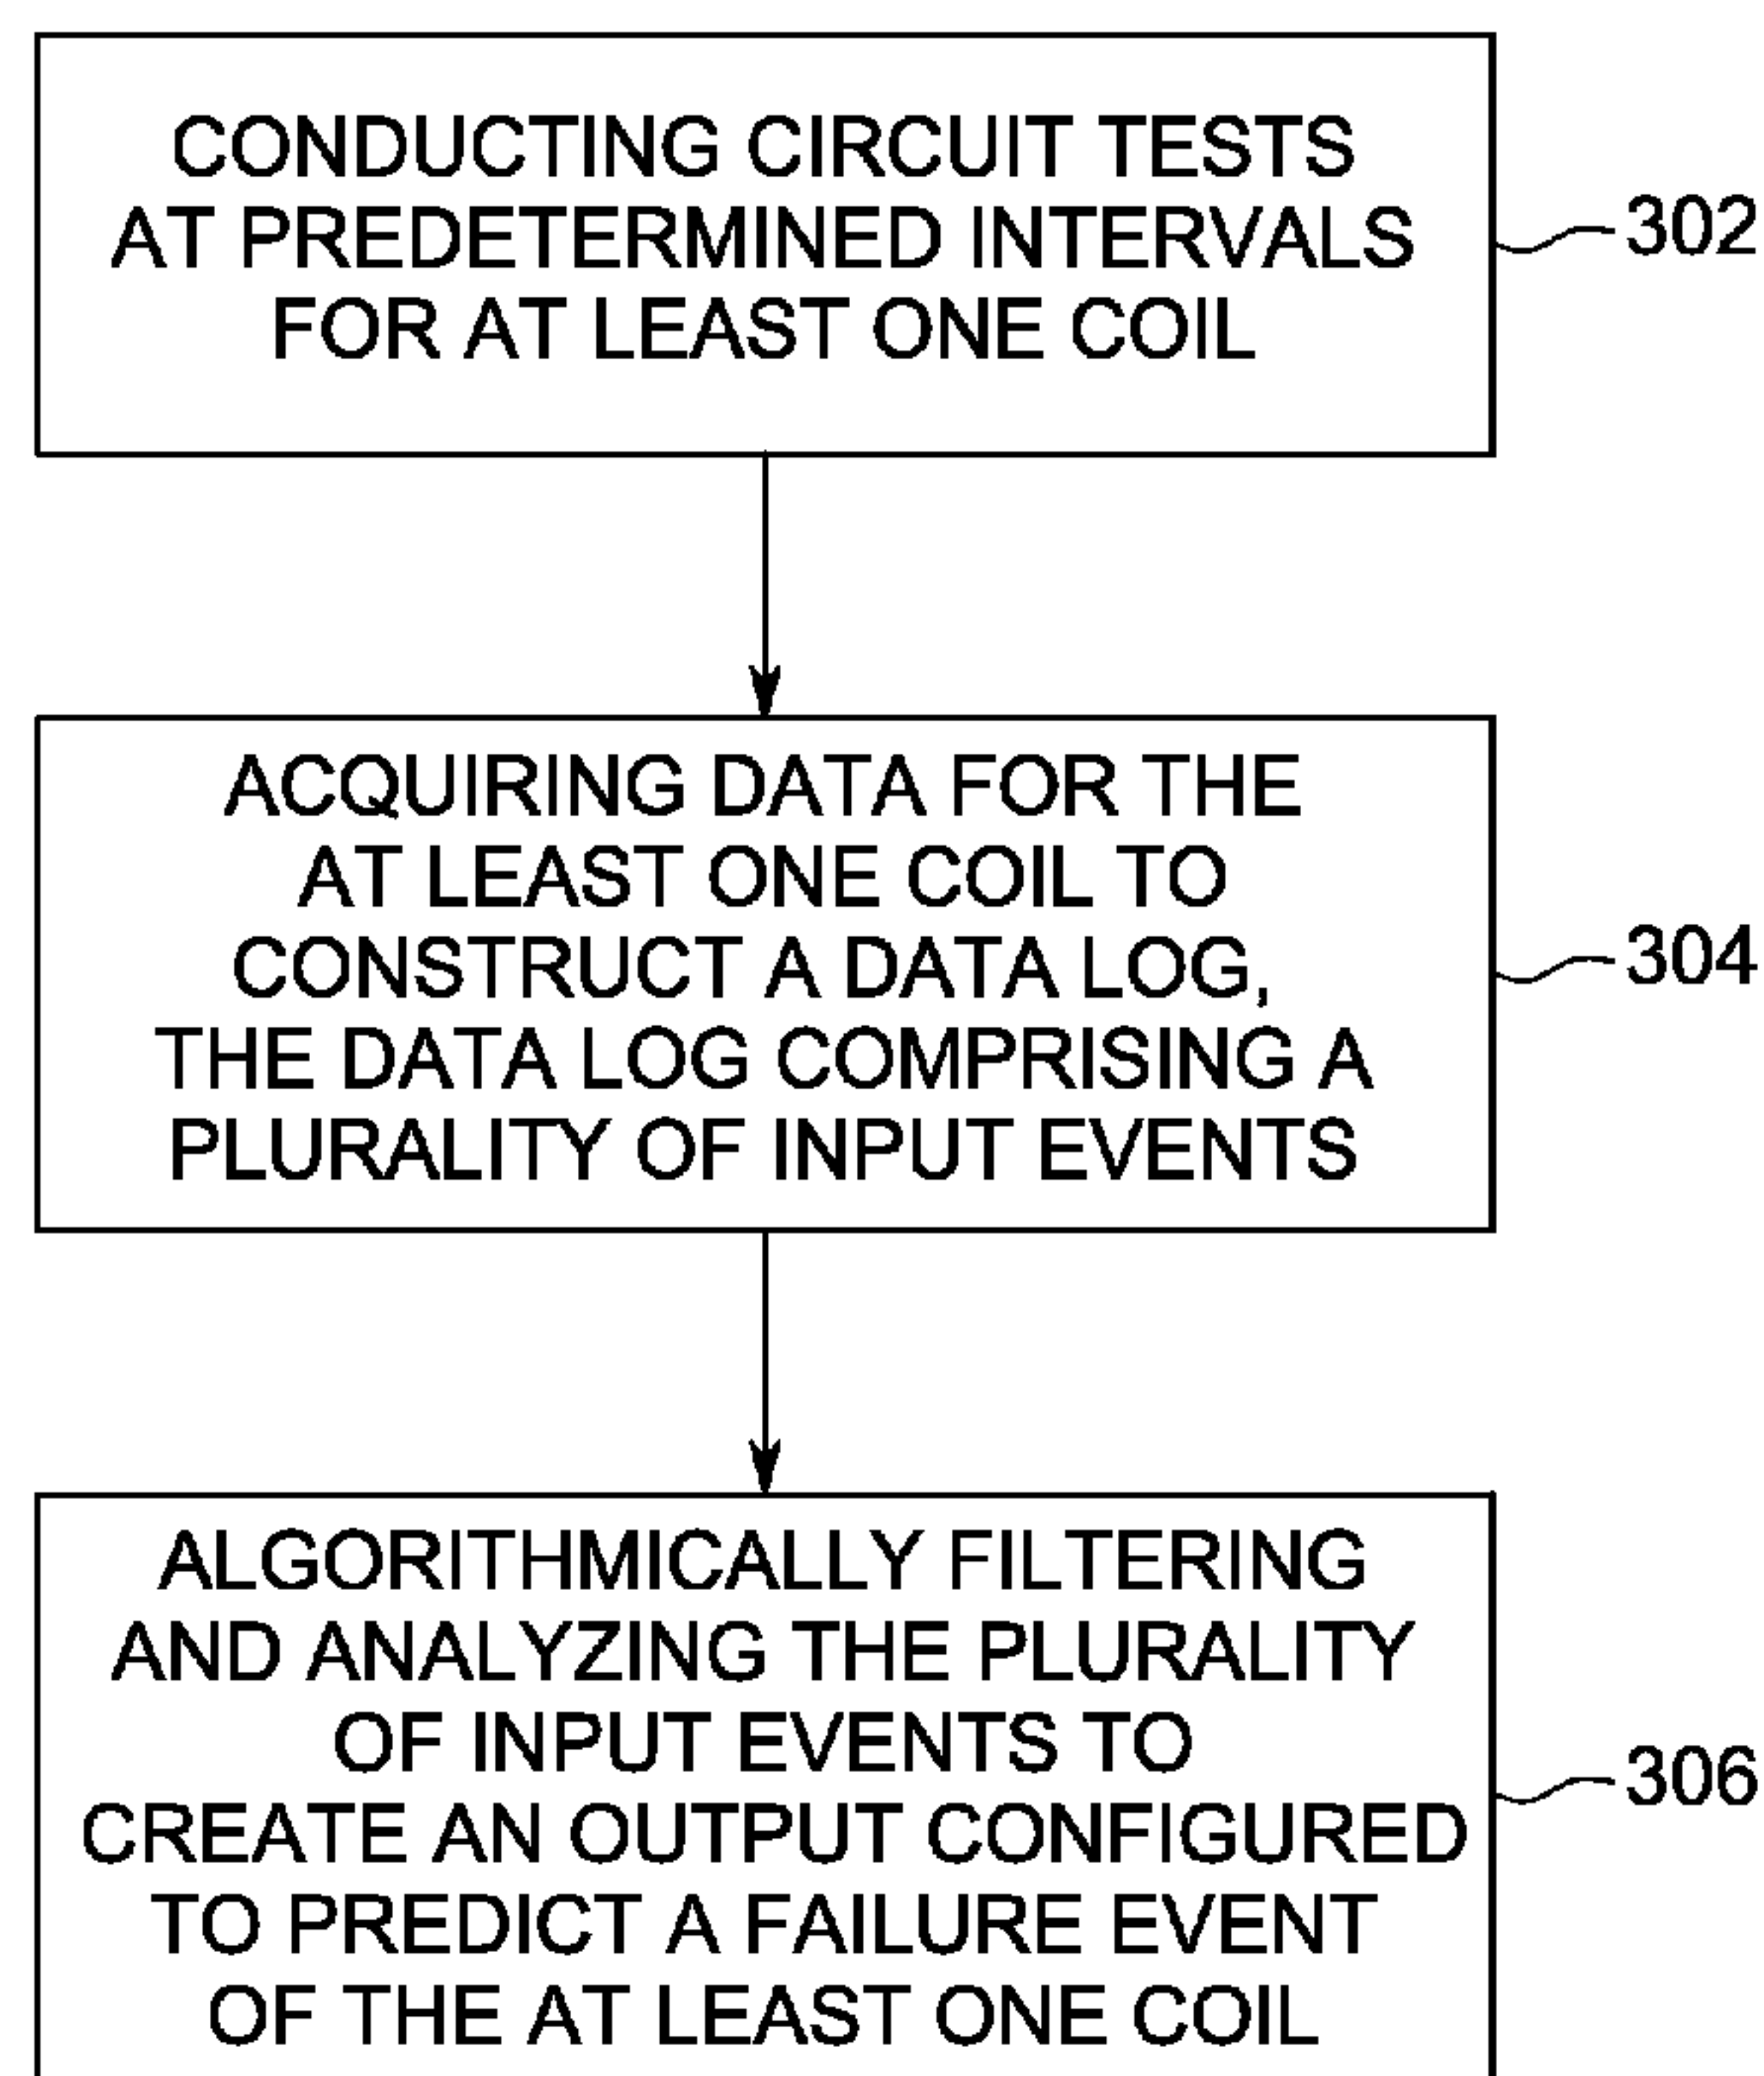 CONDUCTING CIRCUIT TESTS
AT PREDETERMINED INTERVALS
FOR AT LEAST ONE COIL
302
ACQUIRING DATA FOR THE
AT LEAST ONE COIL TO
CONSTRUCT A DATA LOG,
THE DATA LOG COMPRISING A
PLURALITY OF INPUT EVENTS
304
ALGORITHMICALLY FILTERING
AND ANALYZING THE PLURALITY
OF INPUT EVENTS TO
CREATE AN OUTPUT CONFIGURED
TO PREDICT A FAILURE EVENT
OF THE AT LEAST ONE COIL
306